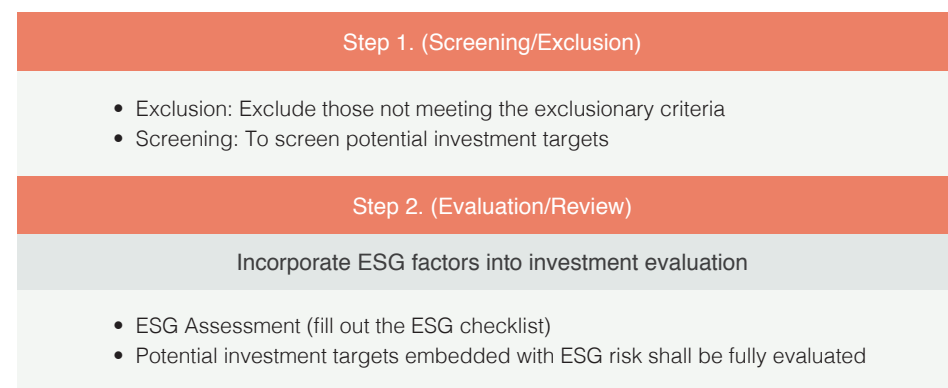 Step 1. (Screening/Exclusion)
• Exclusion: Exclude those not meeting the exclusionary criteria
• Screening: To screen potential investment targets
Step 2. (Evaluation/Review)
Incorporate ESG factors into investment evaluation
• ESG Assessment (fill out the ESG checklist)
• Potential investment targets embedded with ESG risk shall be fully evaluated